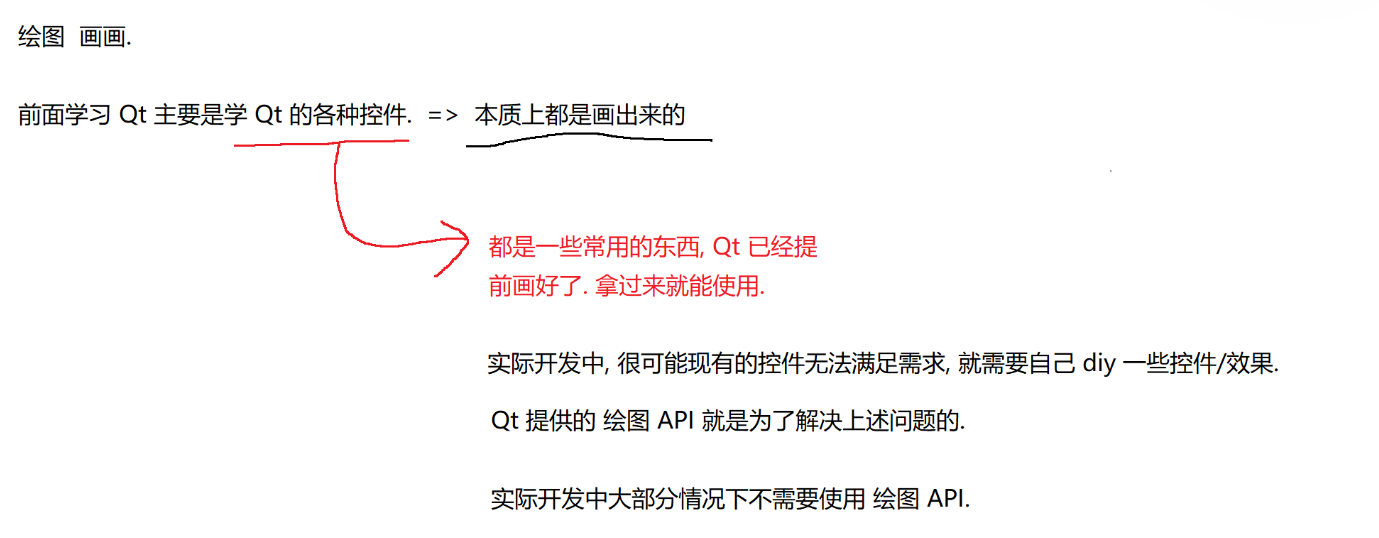 绘图 画画.
前面学习 Qt 主要是学 Qt 的各种控件. => 本质上都是画出来的
都是一些常用的东西, Qt 已经提
前画好了. 拿过来就能使用.
实际开发中, 很可能现有的控件无法满足需求, 就需要自己 diy 一些控件/效果.
Qt 提供的 绘图 API 就是为了解决上述问题的.
实际开发中大部分情况下不需要使用 绘图 API.